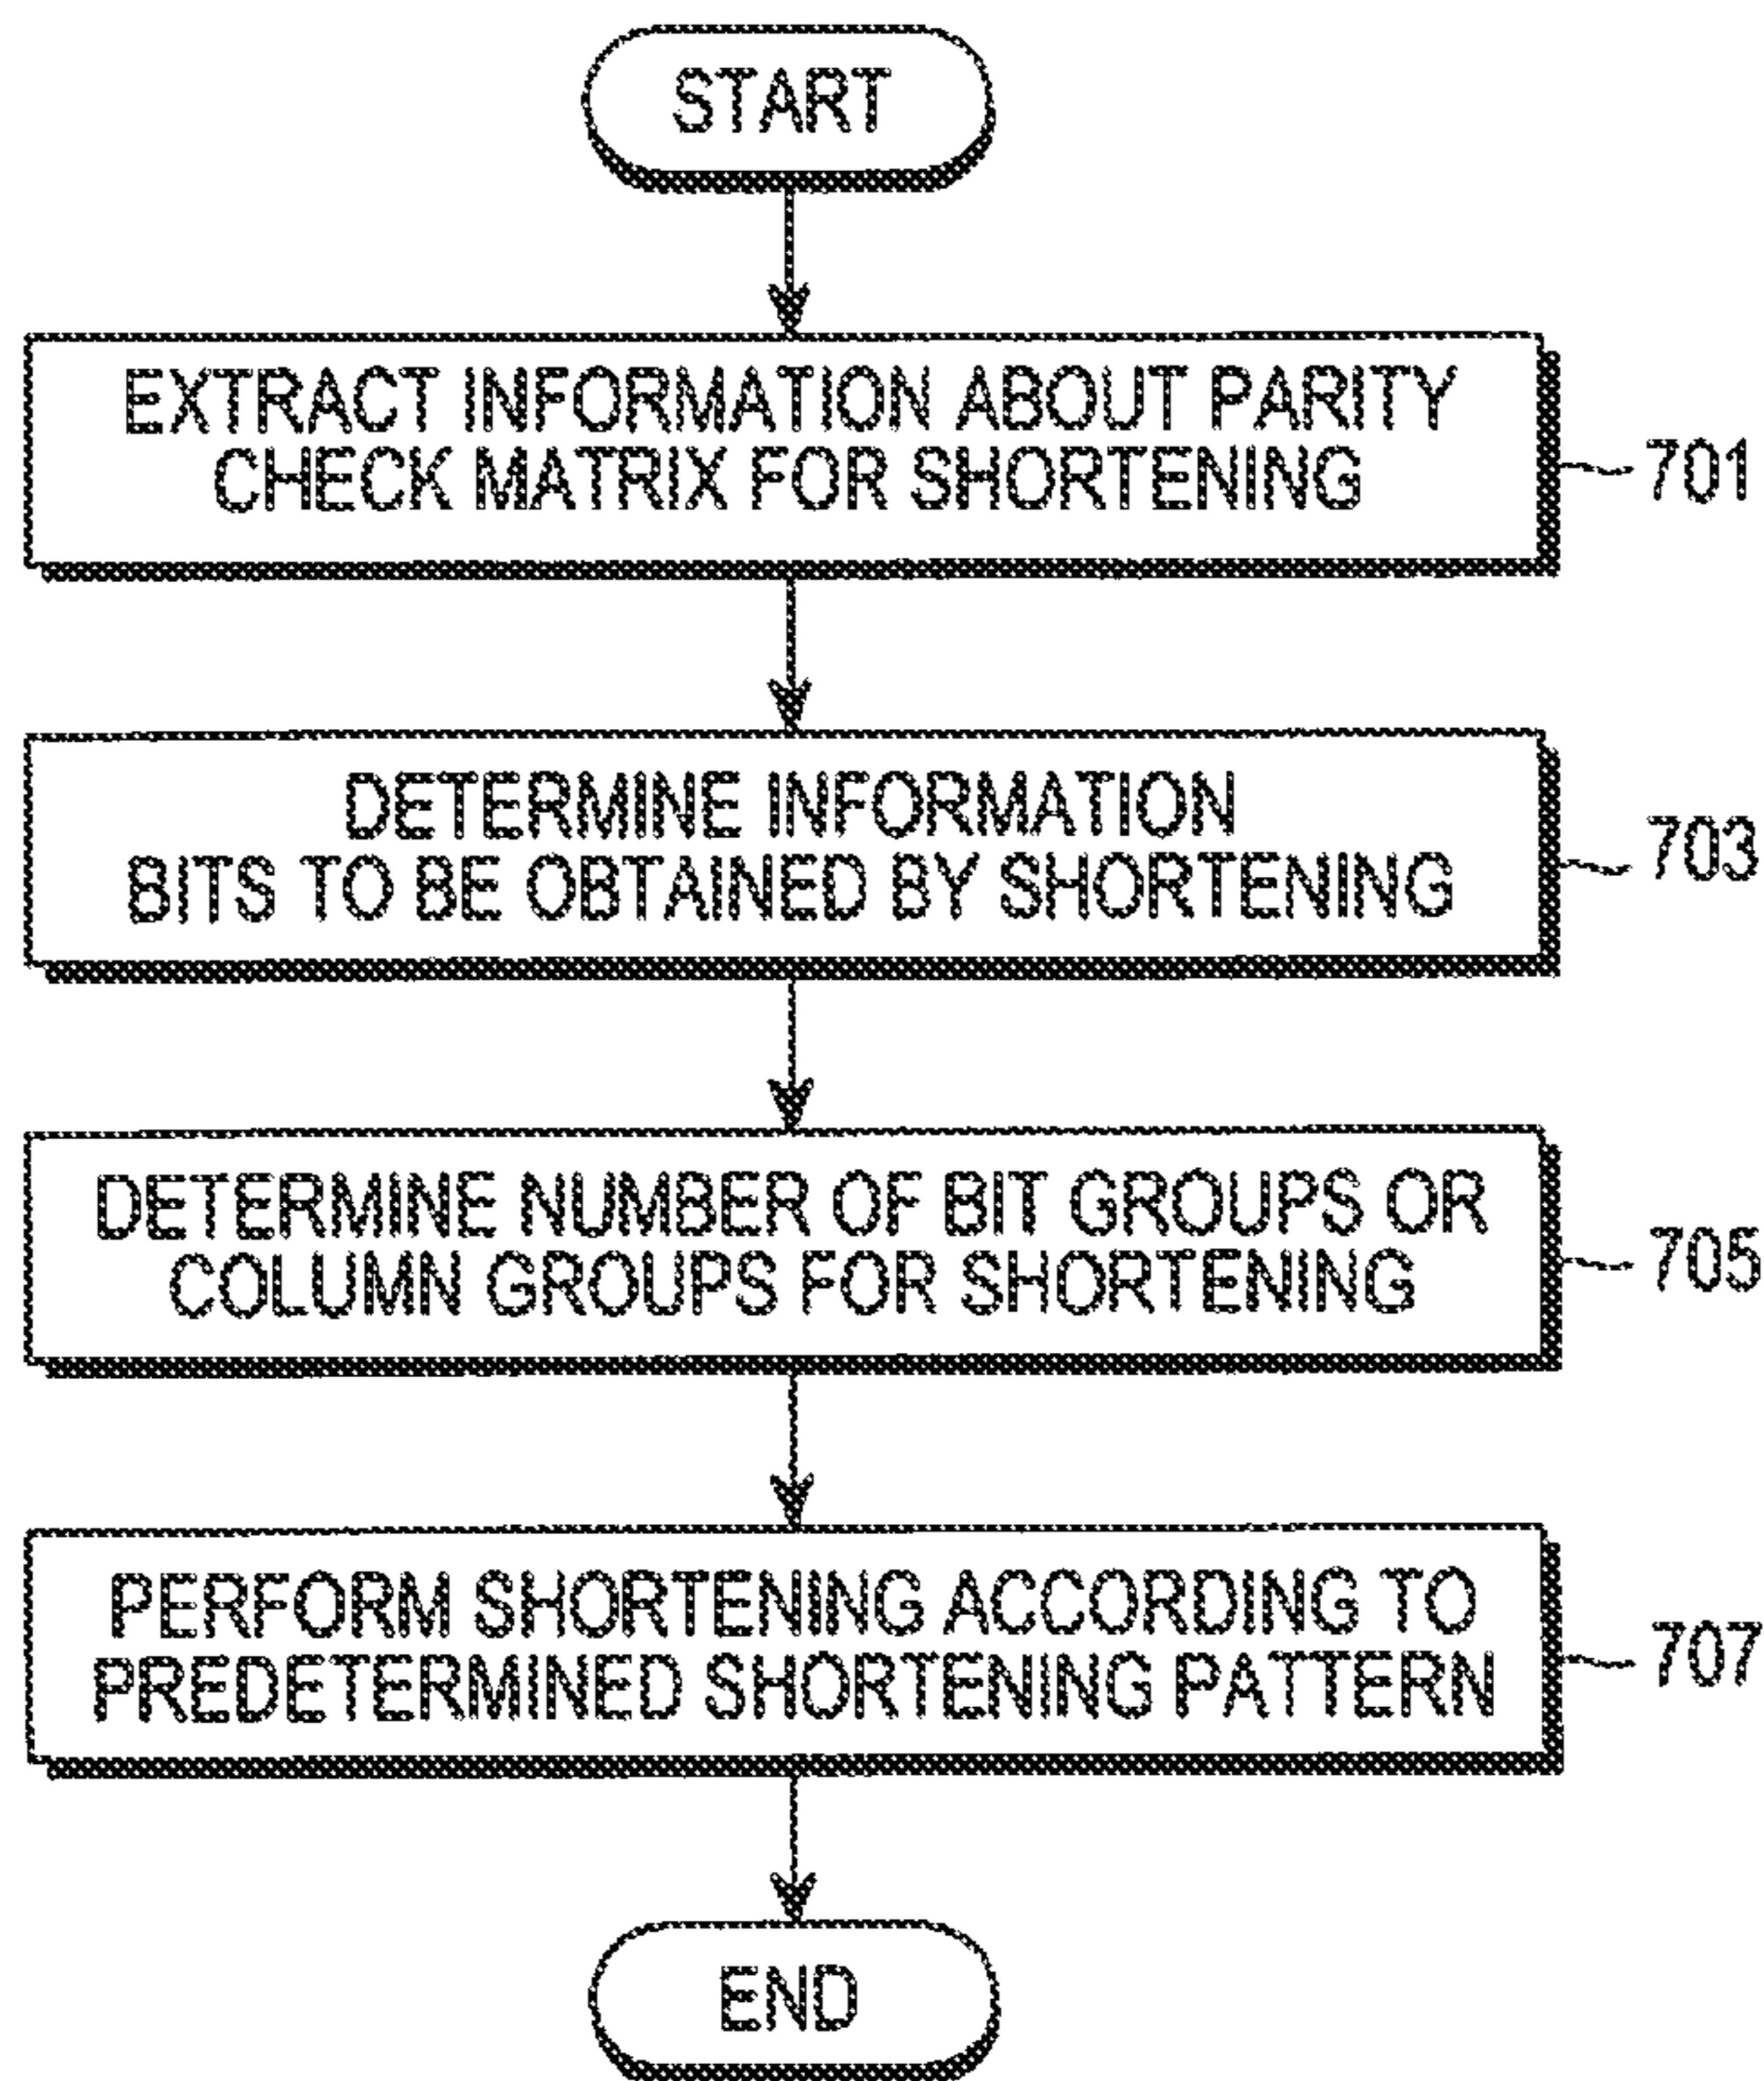 START
EXTRACT INFORMATION ABOUT PARITY
CHECK MATRIX FOR SHORTENING
701
DETERMINE INFORMATION
BITS TO BE OBTAINED BY SHORTENING
703
DETERMINE NUMBER OF BIT GROUPS OR
COLUMN GROUPS FOR SHORTENING
705
PERFORM SHORTENING ACCORDING TO
PREDETERMINED SHORTENING PATTERN
707
END